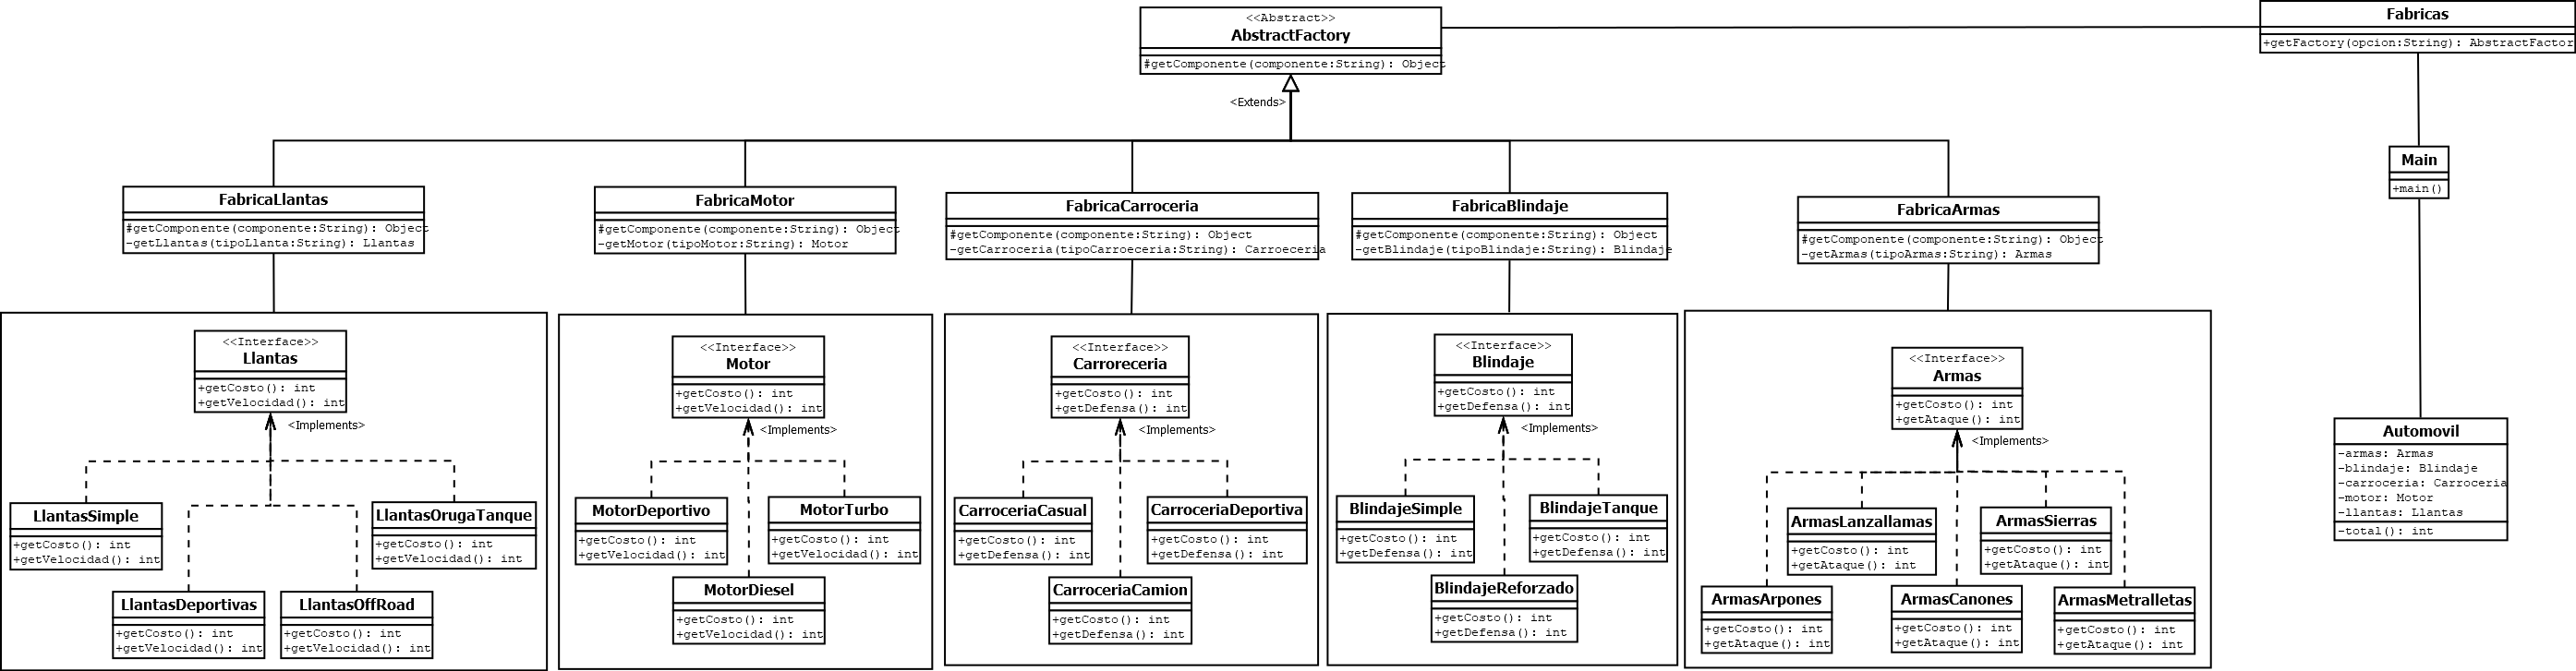 <<Abstract>>
AbstractFactory
#getComponente(componente:String): Object
Fabricas
+getFactory(opcion:String): AbstractFactor
<Extends>
Main
+main()
FabricaLlantas
#getComponente(componente:String): Object
-getLlantas(tipoLlanta:String): Llantas
FabricaMotor
#getComponente(componente:String): Object
-getMotor(tipoMotor:String): Motor
FabricaCarroceria
#getComponente(componente:String): Object
-getCarroceria(tipoCarroeceria:String): Carroeceria
FabricaBlindaje
#getComponente(componente:String): Object
-getBlindaje(tipoBlindaje:String): Blindaje
FabricaArmas
#getComponente(componente:String): Object
-getArmas(tipoArmas:String): Armas
<<Interface>>
Llantas
+getCosto(): int
+getVelocidad(): int
<Implements>
LlantasSimple
+getCosto(): int
+getVelocidad(): int
LlantasOrugaTanque
+getCosto(): int
+getVelocidad(): int
LlantasDeportivas
+getCosto(): int
+getVelocidad(): int
LlantasOffRoad
+getCosto(): int
+getVelocidad(): int
<<Interface>>
Motor
+getCosto(): int
+getVelocidad(): int
<Implements>
MotorDeportivo
+getCosto(): int
+getVelocidad(): int
MotorTurbo
+getCosto(): int
+getVelocidad(): int
MotorDiesel
+getCosto(): int
+getVelocidad(): int
<<Interface>>
Carroreceria
+getCosto(): int
+getDefensa(): int
<Implements>
CarroceriaCasual
+getCosto(): int
+getDefensa(): int
CarroceriaDeportiva
+getCosto(): int
+getDefensa(): int
CarroceriaCamion
+getCosto(): int
+getDefensa(): int
<<Interface>>
Blindaje
+getCosto(): int
+getDefensa(): int
<Implements>
BlindajeSimple
+getCosto(): int
+getDefensa(): int
BlindajeTanque
+getCosto(): int
+getDefensa(): int
BlindajeReforzado
+getCosto(): int
+getDefensa(): int
<<Interface>>
Armas
+getCosto(): int
+getAtaque(): int
<Implements>
ArmasLanzallamas
+getCosto(): int
+getAtaque(): int
ArmasSierras
+getCosto(): int
+getAtaque(): int
ArmasArpones
+getCosto(): int
+getAtaque(): int
ArmasCanones
+getCosto(): int
+getAtaque(): int
ArmasMetralletas
+getCosto(): int
+getAtaque(): int
Automovil
-armas: Armas
-blindaje: Blindaje
-carroceria: Carroceria
-motor: Motor
-llantas: Llantas
-total(): int